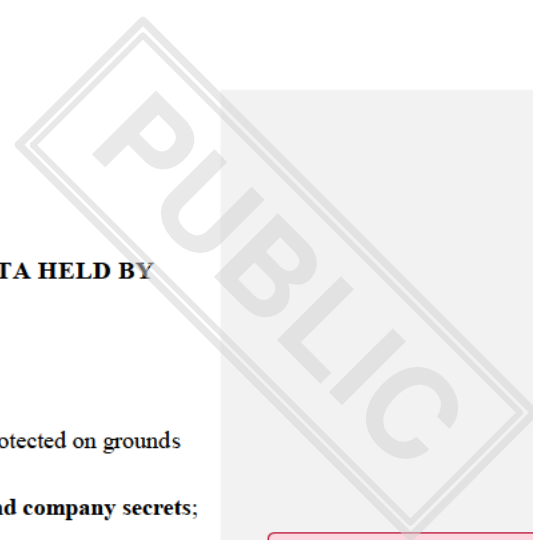 PUBLIC
TA HELD BY
otected on grounds
nd company secrets;